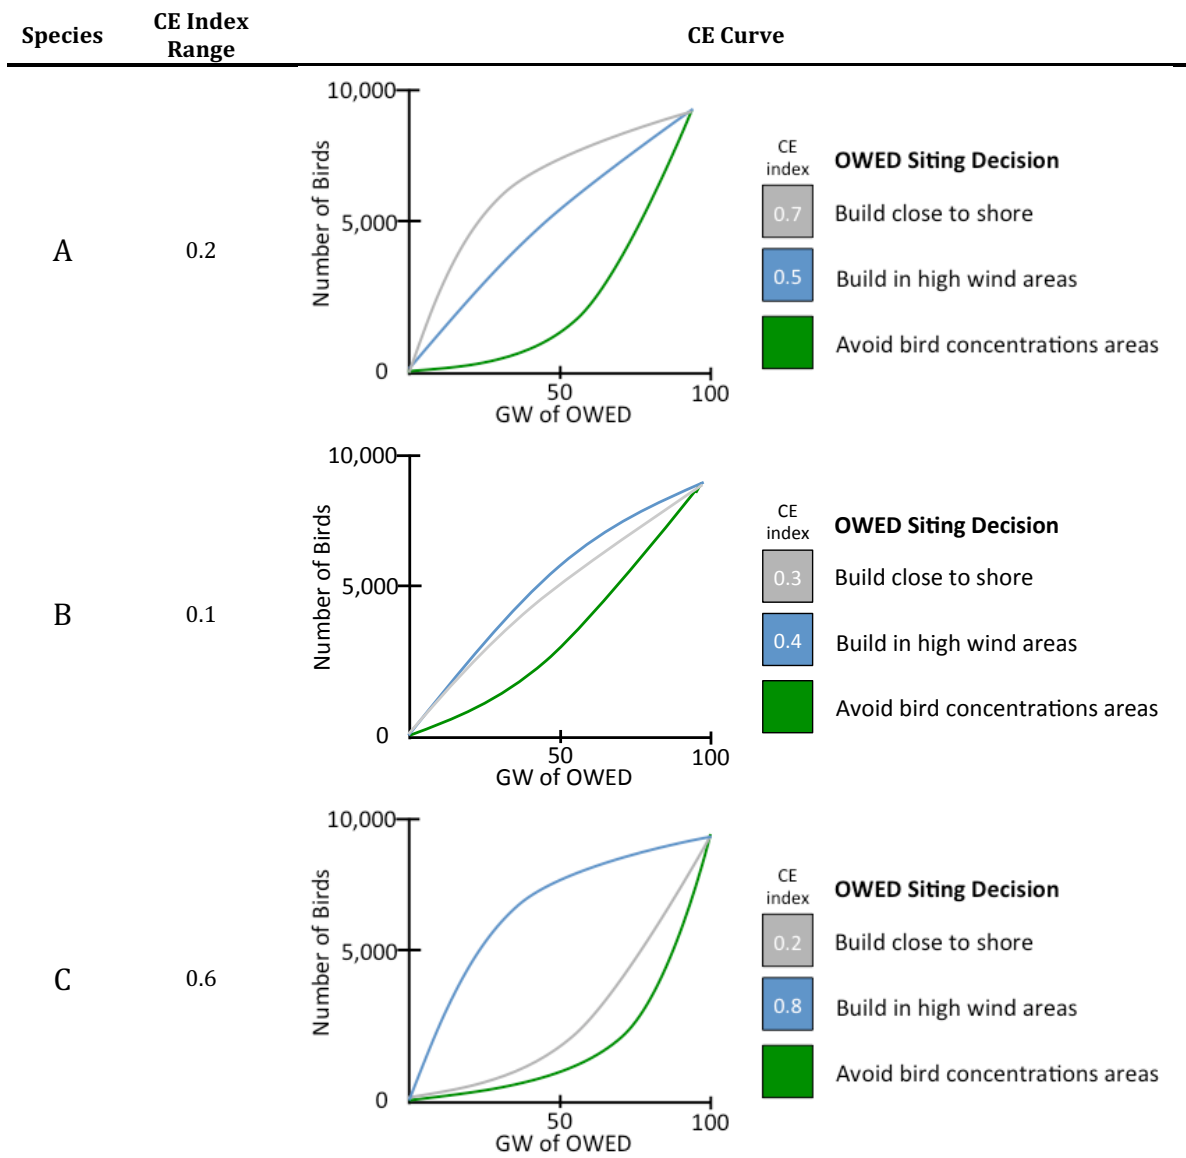 Species
CE Index
Range
CE Curve
A
0.2
10,000
5,000
0
Number of Birds
50
100
GW of OWED
CE
index
OWED Siting Decision
0.7
Build close to shore
0.5
Build in high wind areas
Avoid bird concentrations areas
B
0.1
10,000
5,000
0
Number of Birds
50
100
GW of OWED
CE
index
OWED Siting Decision
0.3
Build close to shore
0.4
Build in high wind areas
Avoid bird concentrations areas
C
0.6
10,000
5,000
0
Number of Birds
50
100
GW of OWED
CE
index
OWED Siting Decision
0.2
Build close to shore
0.8
Build in high wind areas
Avoid bird concentrations areas